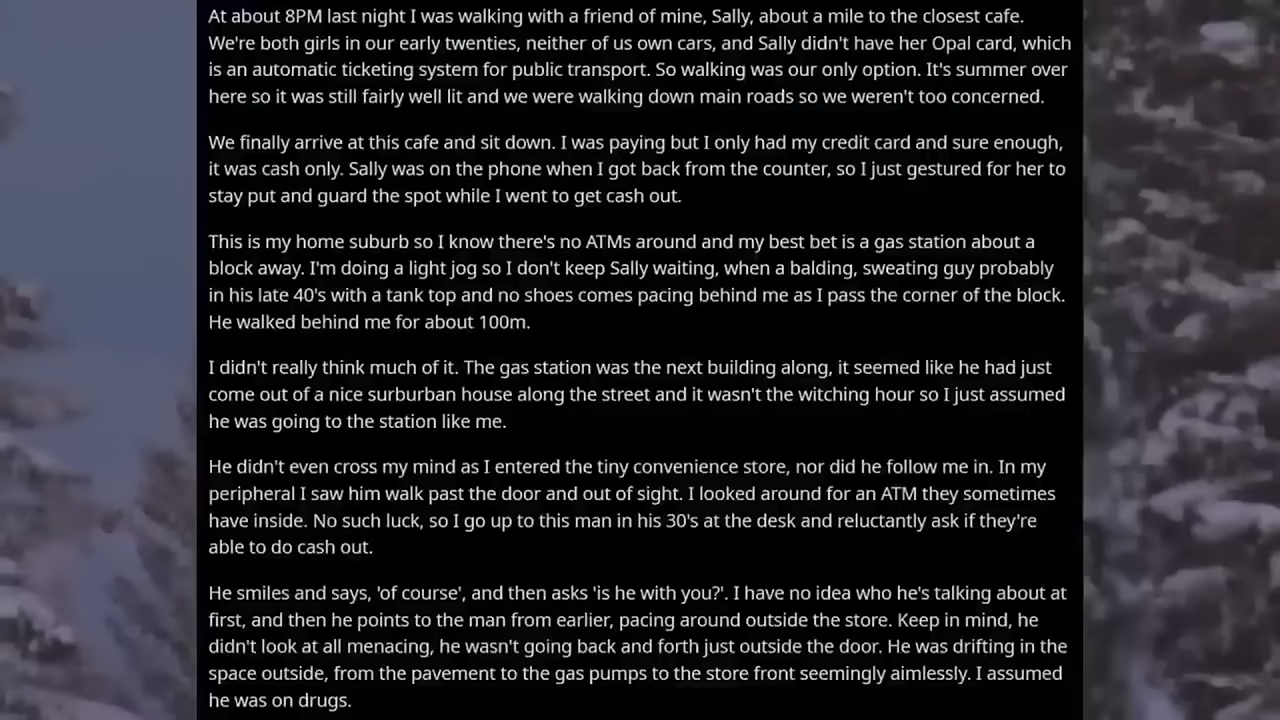 At about 8PM last night I was walking with a friend of mine, Sally, about a mile to the closest cafe.
We're both girls in our early twenties, neither of us own cars, and Sally didn't have her Opal card, which
is an automatic ticketing system for public transport. So walking was our only option. It's summer over
here so it was still fairly well lit and we were walking down main roads so we weren't too concerned.
We finally arrive at this cafe and sit down. I was paying but I only had my credit card and sure enough,
it was cash only. Sally was on the phone when I got back from the counter, so I just gestured for her to
stay put and guard the spot while I went to get cash out.
This is my home suburb so I know there's no ATMs around and my best bet is a gas station about a
block away. I'm doing a light jog so I don't keep Sally waiting, when a balding, sweating guy probably
in his late 40's with a tank top and no shoes comes pacing behind me as I pass the corner of the block.
He walked behind me for about 100m.
I didn't really think much of it. The gas station was the next building along, it seemed like he had just
come out of a nice surburban house along the street and it wasn't the witching hour so I just assumed
he was going to the station like me.
He didn't even cross my mind as I entered the tiny convenience store, nor did he follow me in. In my
peripheral I saw him walk past the door and out of sight. I looked around for an ATM they sometimes
have inside. No such luck, so I go up to this man in his 30's at the desk and reluctantly ask if they're
able to do cash out.
He smiles and says, 'of course', and then asks 'is he with you?'. I have no idea who he's talking about at
first, and then he points to the man from earlier, pacing around outside the store. Keep in mind, he
didn't look at all menacing, he wasn't going back and forth just outside the door. He was drifting in the
space outside, from the pavement to the gas pumps to the store front seemingly aimlessly. I assumed
he was on drugs.